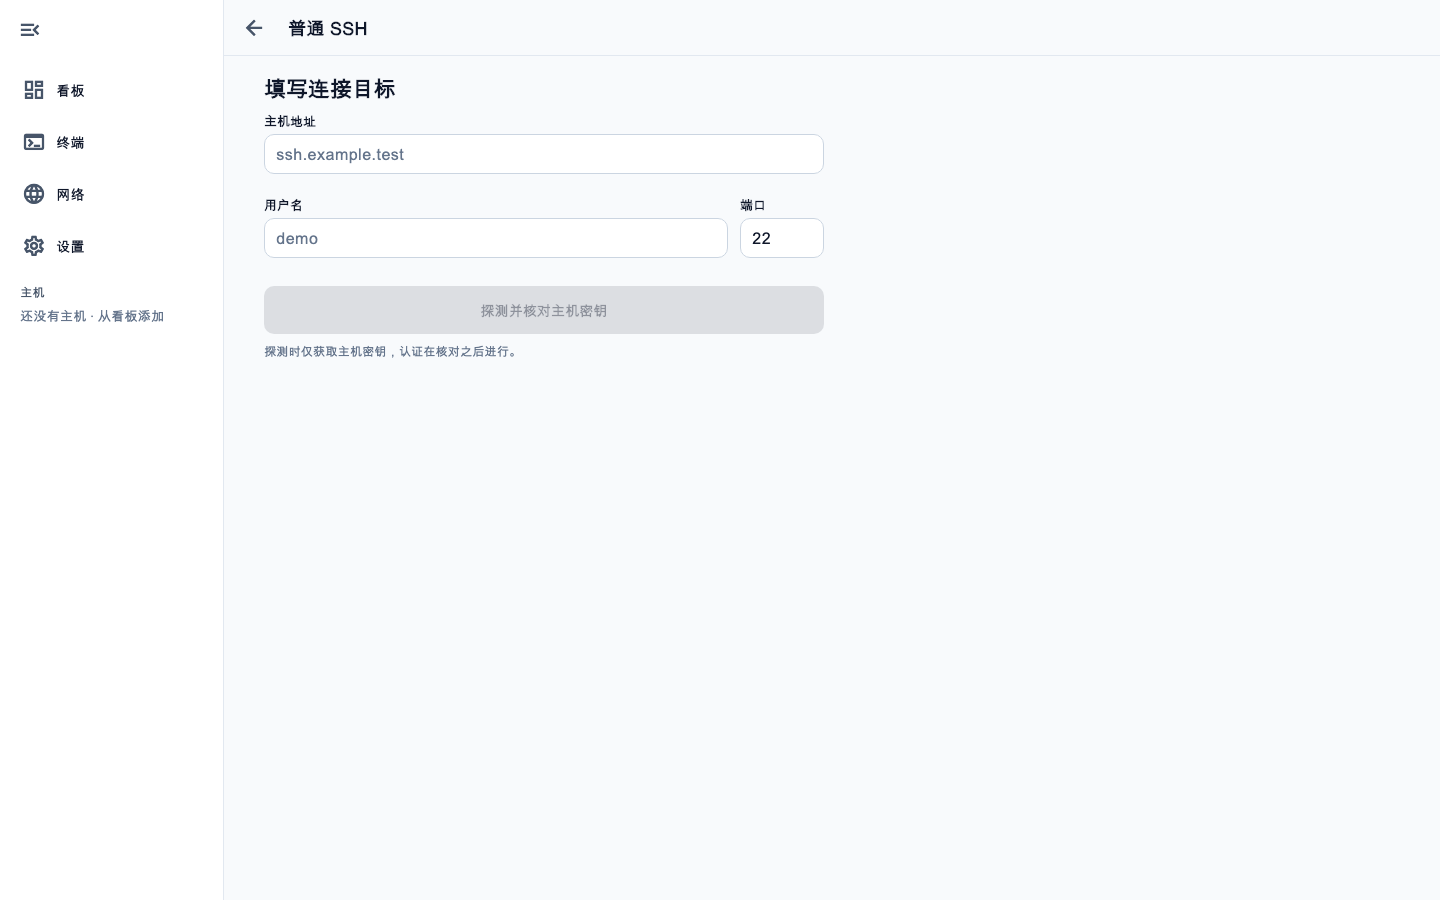 普通 SSH
看板
终端
网络
设置
主机
还没有主机 · 从看板添加
填写连接目标
主机地址
ssh.example.test
用户名
端口
demo
22
探测并核对主机密钥
探测时仅获取主机密钥，认证在核对之后进行。